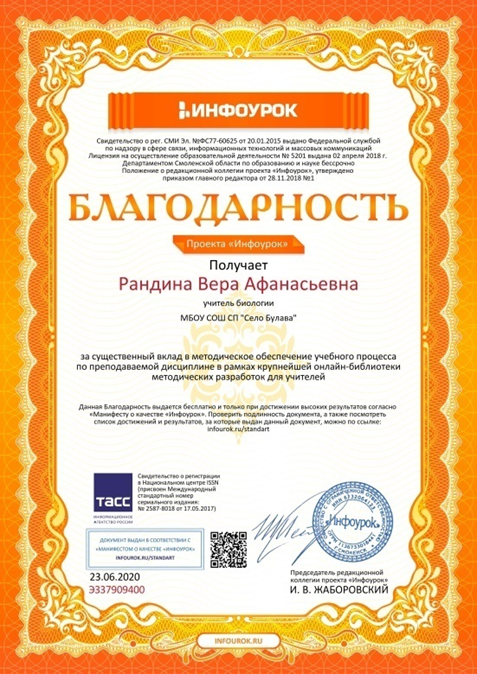 ИНФОУРОК
Свидетельство о рег. СМИ Эл. №ФС77-60625 от 20.01.2015 выдано Федеральной службой
по надзору в сфере связи, информационных технологий и массовых коммуникаций
Лицензия на осуществление образовательной деятельности № 5201 выдана 02 апреля 2018 г.
Департаментом Смоленской области по образованию и науке бессрочно
Положение о редакционной коллегии проекта «Инфоурок», утверждено
приказом главного редактора от 28.11.2018 №1
БЛАГОДАРНОСТЬ
Проекта «Инфоурок»
Получает
Рандина Вера Афанасьевна
учитель биологии
МБОУ СОШ СП "Село Булава"
за существенный вклад в методическое обеспечение учебного процесса
по преподаваемой дисциплине в рамках крупнейшей онлайн-библиотеки
методических разработок для учителей
Данная Благодарность выдается бесплатно и только при достижении высоких результатов согласно
«Манифесту о качестве «Инфоурок». Проверить подлинность документа, а также посмотреть
список достижений и результатов, за которые выдан данный документ, можно по ссылке:
infourok.ru/standart
ТАСС
ИНФОРМАЦИОННОЕ
АГЕНТСТВО РОССИИ
Свидетельство о регистрации
в Национальном центре ISSN
(присвоен Международный
стандартный номер
сериального издания:
№ 2587-8018 от 17.05.2017)
ДОКУМЕНТ ВЫДАН В СООТВЕТСТВИИ С
«МАНИФЕСТОМ О КАЧЕСТВЕ «ИНФОУРОК»
INFOUROK.RU/STANDART
«Инфоурок»
23.06.2020
Э337909400
Председатель редакционной
коллегии проекта «Инфоурок»
И. В. ЖАБОРОВСКИЙ
INFOUROK.RU